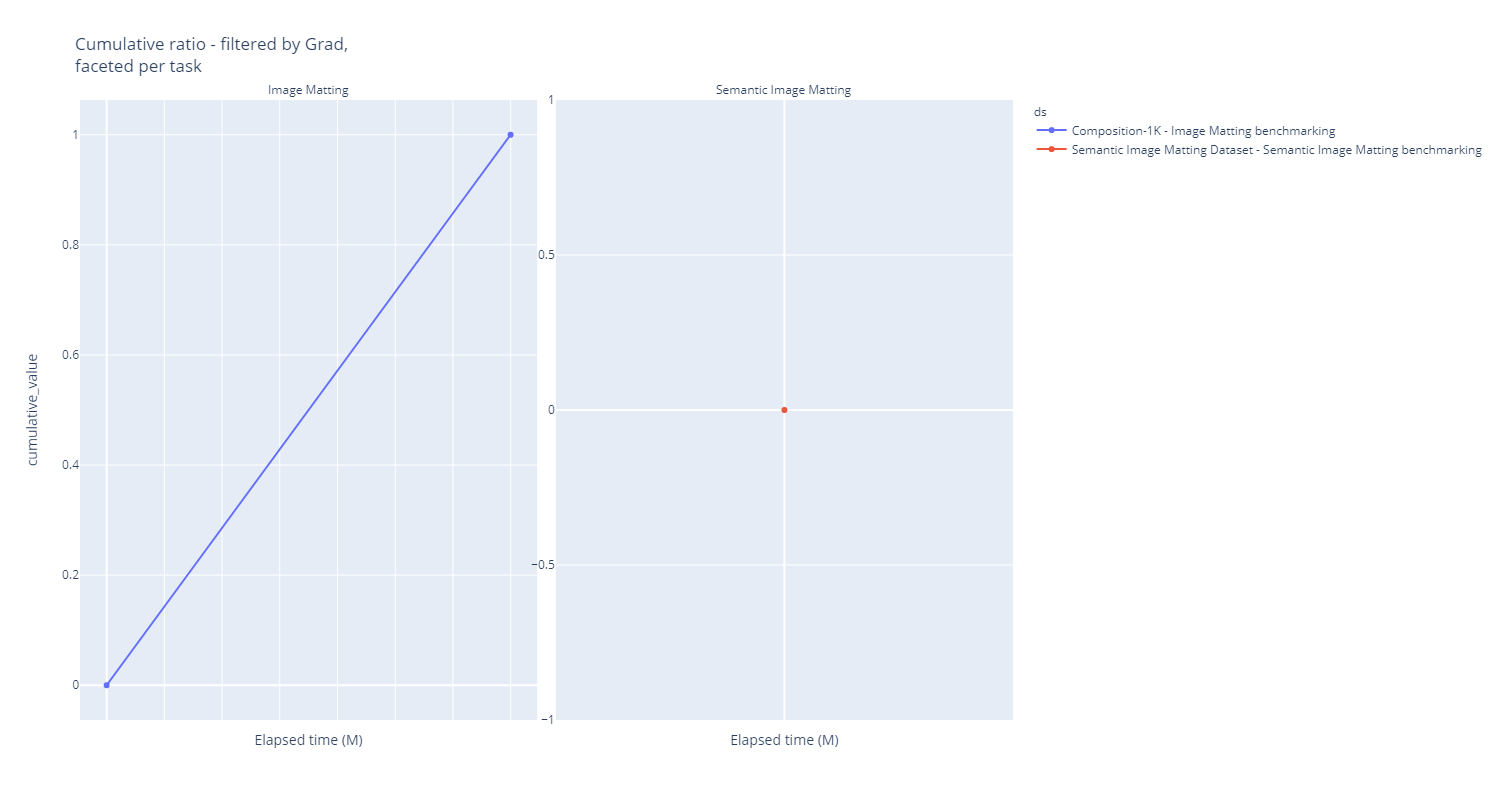 Cumulative ratio - filtered by Grad,
faceted per task
Image Matting
Semantic Image Matting
cumulative_value
1
0.8
0.6
0.4
0.2
0
1
0.5
0
−0.5
−1
Elapsed time (M)
Elapsed time (M)
ds
Composition-1K - Image Matting benchmarking
Semantic Image Matting Dataset - Semantic Image Matting benchmarking